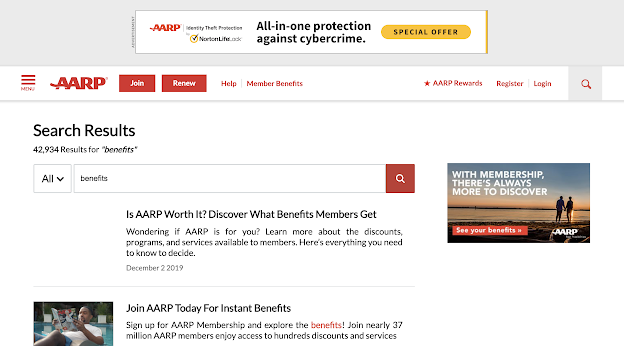 ADVERTISEMENT
AARP | Identity Theft Protection
NortonLifeLock
All-in-one protection
against cybercrime.
SPECIAL OFFER
MENU
AARP
Join
Renew
Help
Member Benefits
★ AARP Rewards
Register
Login
Search Results
42,934 Results for "benefits"
All
benefits
WITH MEMBERSHIP,
THERE'S ALWAYS
MORE TO DISCOVER
See your benefits »
AARP
Is AARP Worth It? Discover What Benefits Members Get
Wondering if AARP is for you? Learn more about the discounts,
programs, and services available to members. Here's everything you need
to know to decide.
December 2 2019
Join AARP Today For Instant Benefits
Sign up for AARP Membership and explore the benefits! Join nearly 37
million AARP members enjoy access to hundreds discounts and services